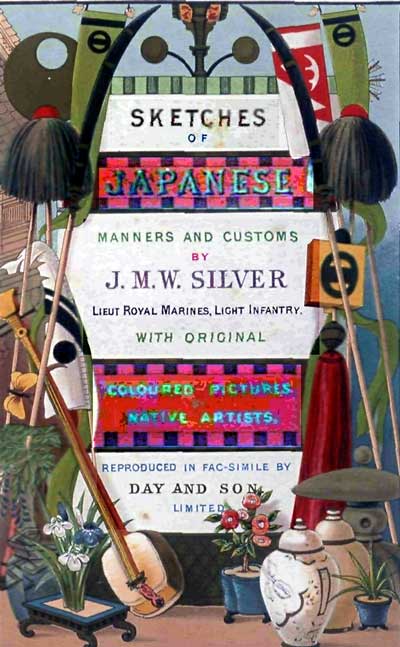 SKETCHES
OF
JAPANESE
MANNERS AND CUSTOMS
BY
J. M. W. SILVER
LIEUT ROYAL MARINES, LIGHT INFANTRY.
WITH ORIGINAL
COLOURED PICTURES
NATIVE ARTISTS.
REPRODUCED IN FAC-SIMILE BY
DAY AND SON,
LIMITED